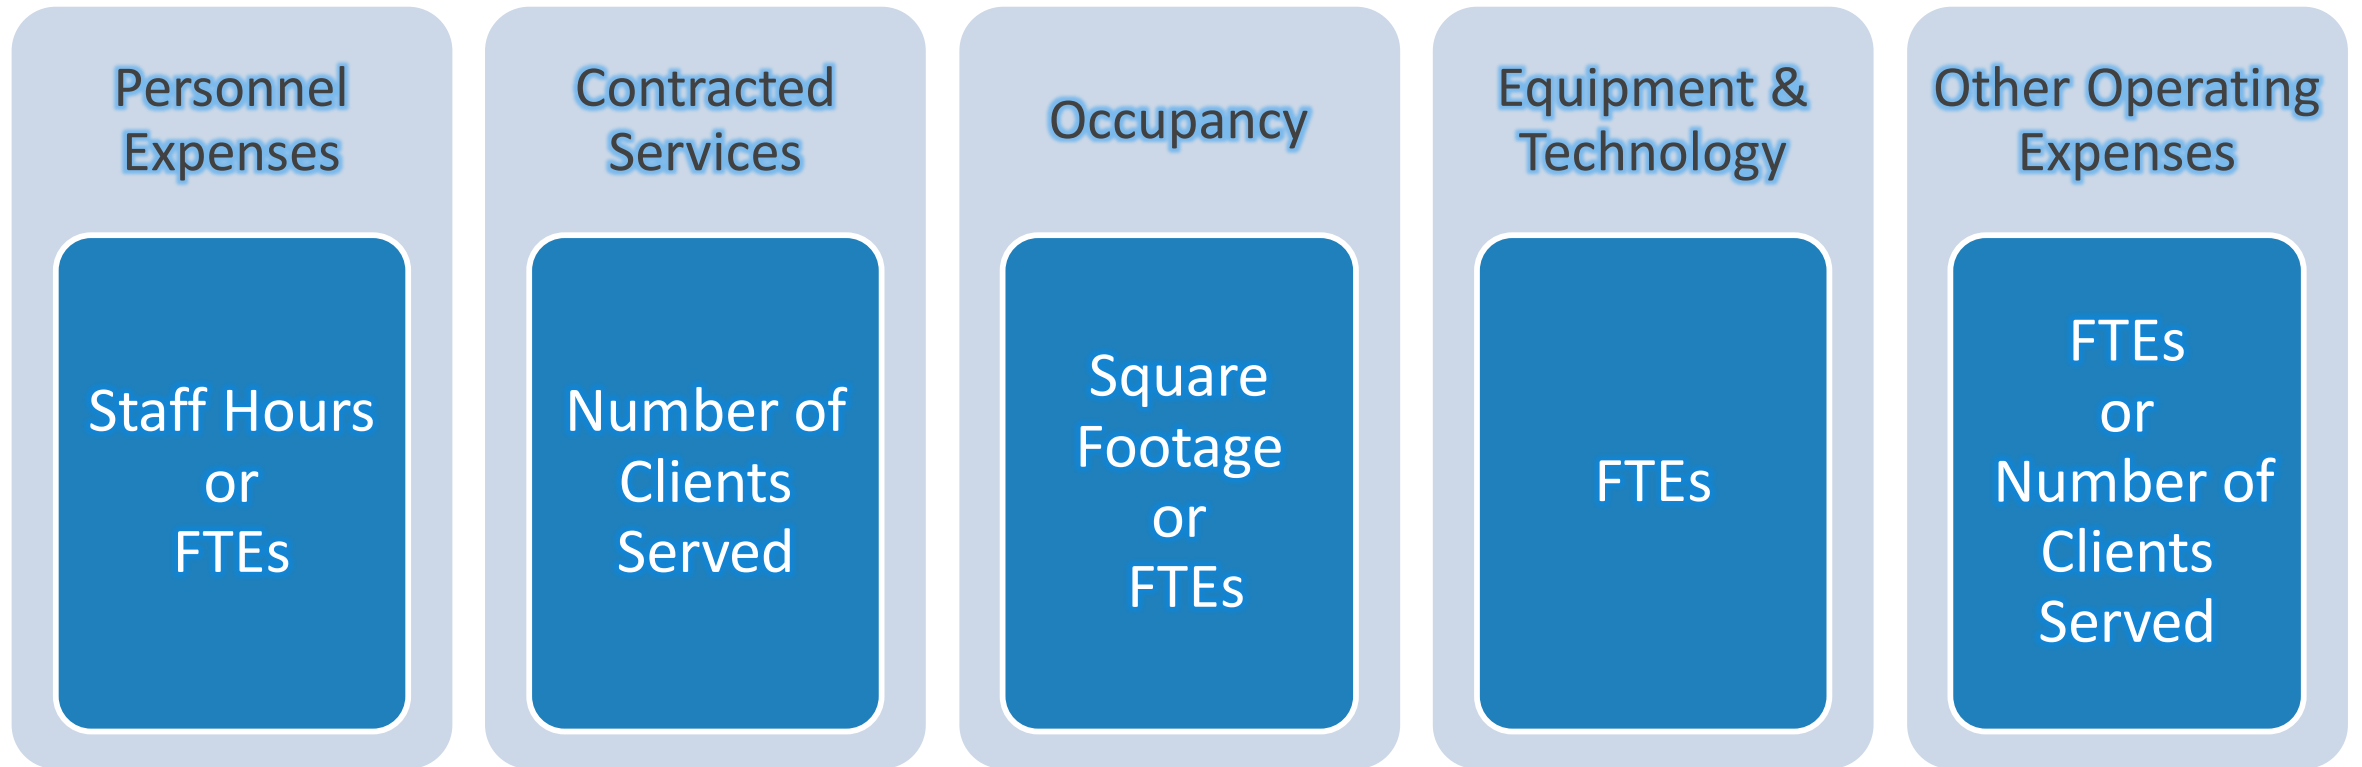 Personnel
Expenses
Staff Hours
or
FTEs
Contracted
Services
Number of
Clients
Served
Occupancy
Square
Footage
or
FTEs
Equipment &
Technology
FTEs
Other Operating
Expenses
FTEs
or
Number of
Clients
Served